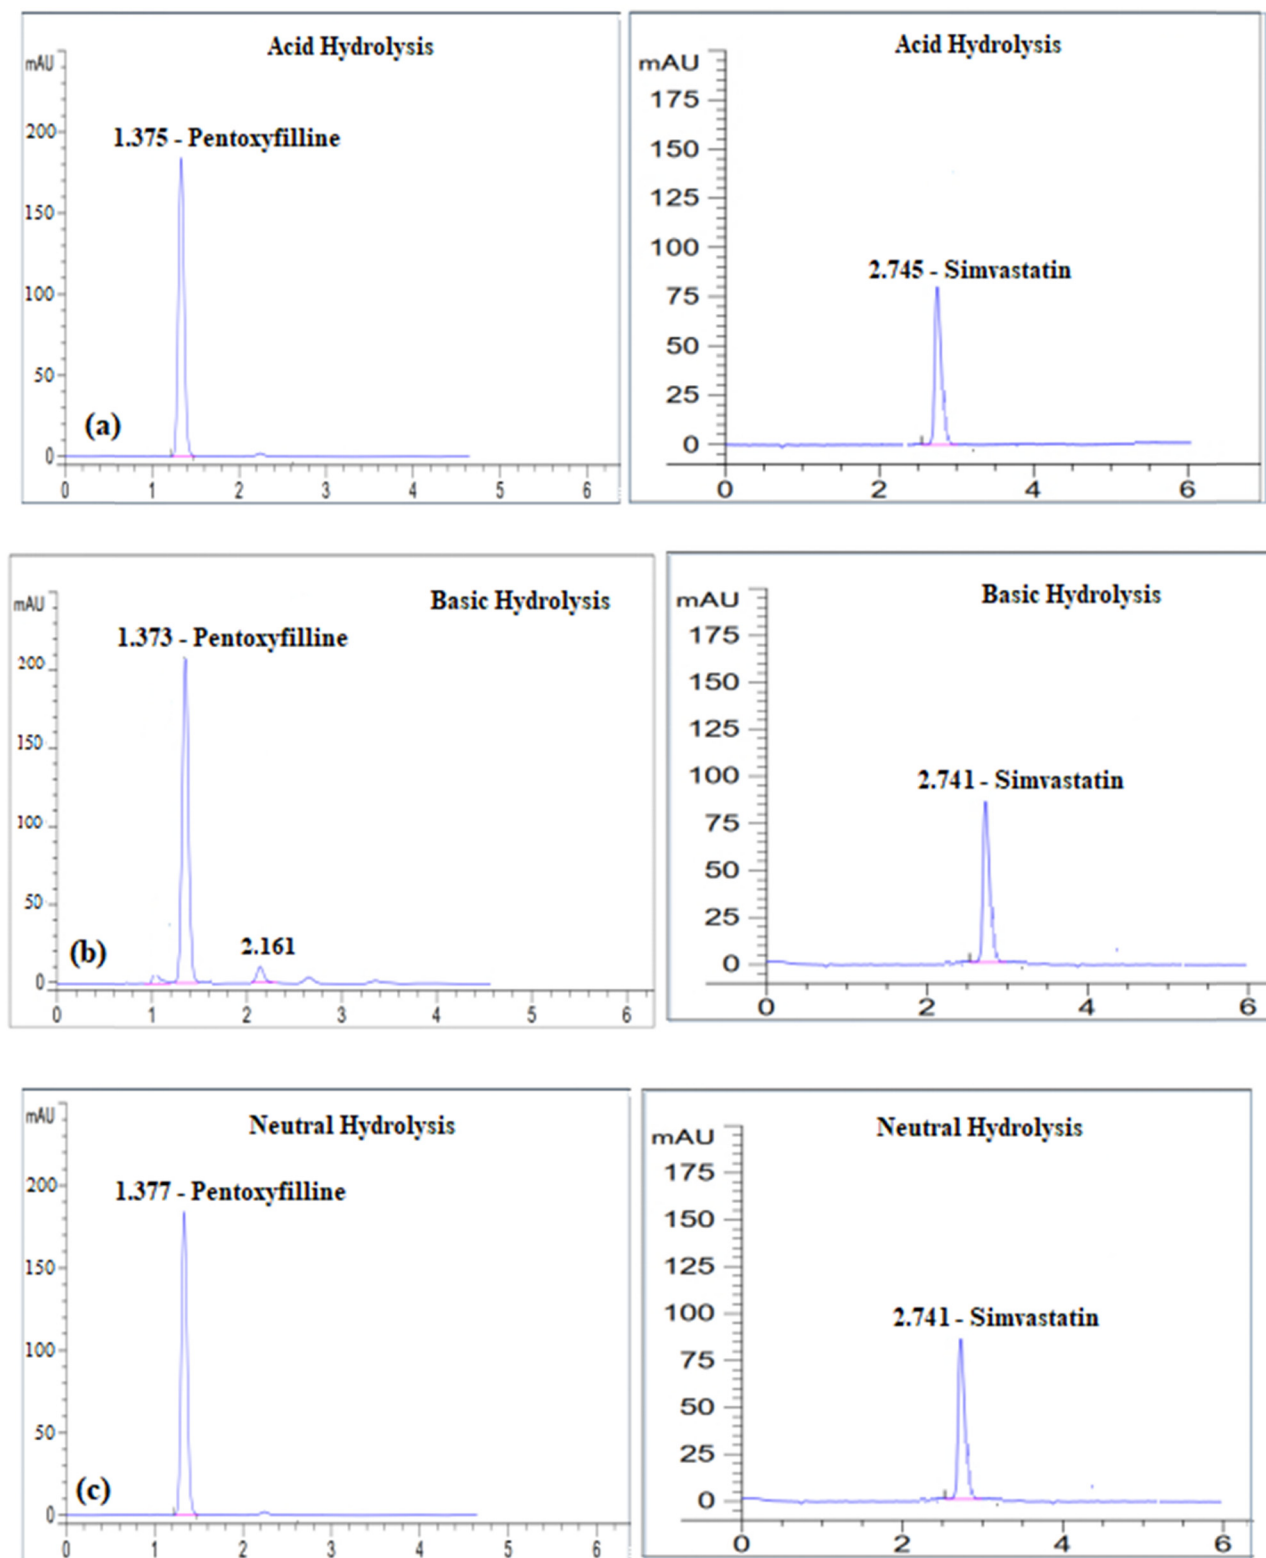 Acid Hydrolysis
mAU
1.375 - Pentoxyfilline
200
150
100
50
0
(a)
0 1 2 3 4 5 6
Acid Hydrolysis
mAU
175
150
125
100
75
50
25
0
2.745 - Simvastatin
0 2 4 6
Basic Hydrolysis
mAU
1.373 - Pentoxyfilline
200
150
100
50
0
2.161
(b)
0 1 2 3 4 5 6
Basic Hydrolysis
mAU
175
150
125
100
75
50
25
0
2.741 - Simvastatin
0 2 4 6
Neutral Hydrolysis
mAU
1.377 - Pentoxyfilline
200
150
100
50
0
(c)
0 1 2 3 4 5 6
Neutral Hydrolysis
mAU
175
150
125
100
75
50
25
0
2.741 - Simvastatin
0 2 4 6